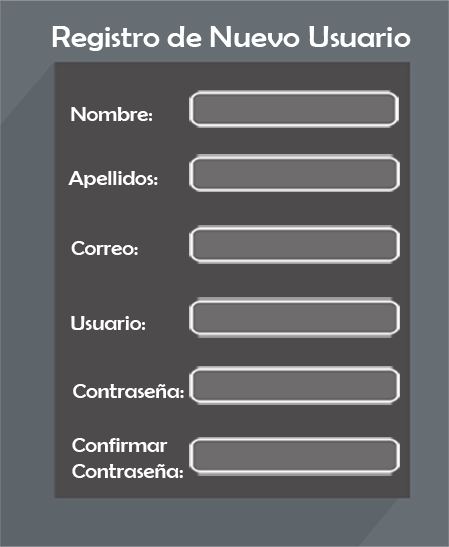 Registro de Nuevo Usuario
Nombre:
Apellidos:
Correo:
Usuario:
Contraseña:
Confirmar
Contraseña: